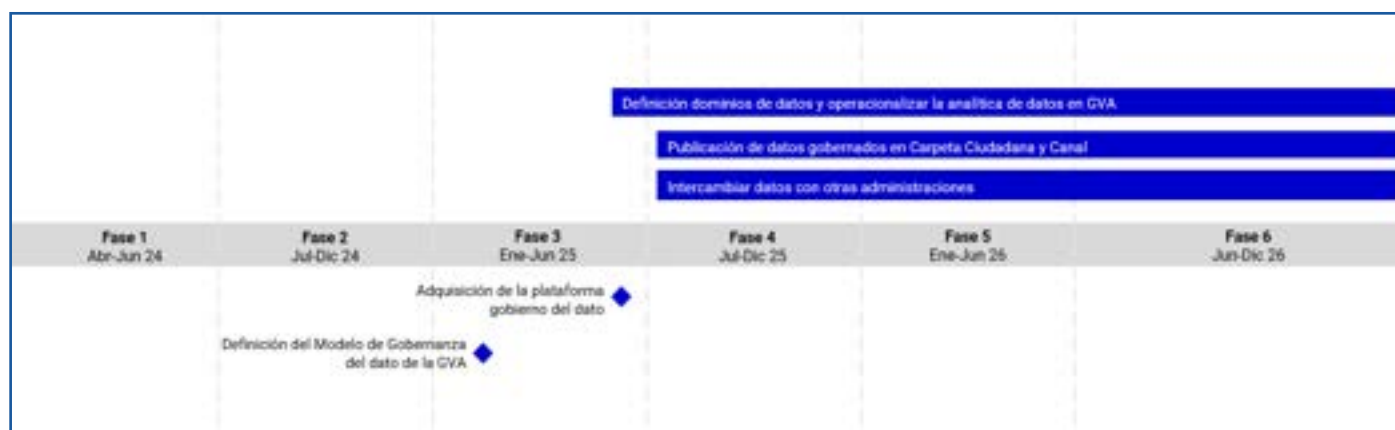 Definición dominios de datos y operacionalizar la analítica de datos en GVA
Publicación de datos gobernados en Carpeta Ciudadana y Canal
Intercambiar datos con otras administraciones
Fase 1
Abr-Jun 24
Fase 2
Jul-Dic 24
Fase 3
Ene-Jun 25
Fase 4
Jul-Dic 25
Fase 5
Ene-Jun 26
Fase 6
Jun-Dic 26
Adquisición de la plataforma
gobierno del dato
Definición del Modelo de Gobernanza
del dato de la GVA